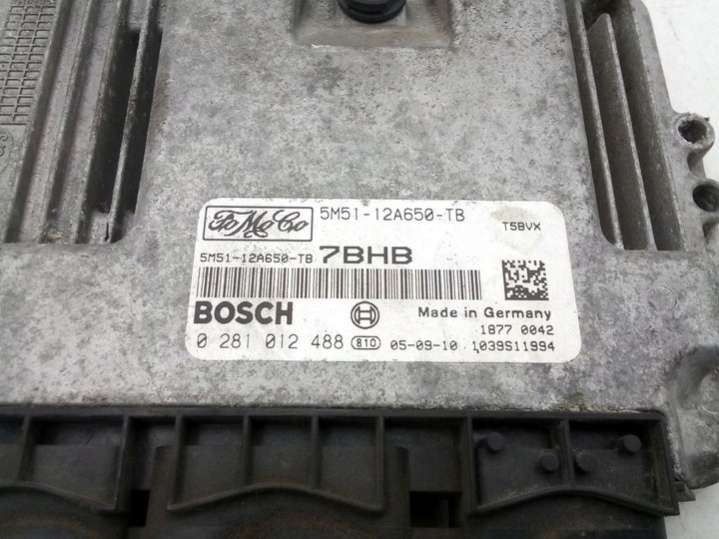 FoMoCo 5M51-12A650-TB
T5BVX
5M51-12A650-TB 7BHB
BOSCH Made in Germany
1877 0042
0 281 012 488 810 05-09-10 1039S11994